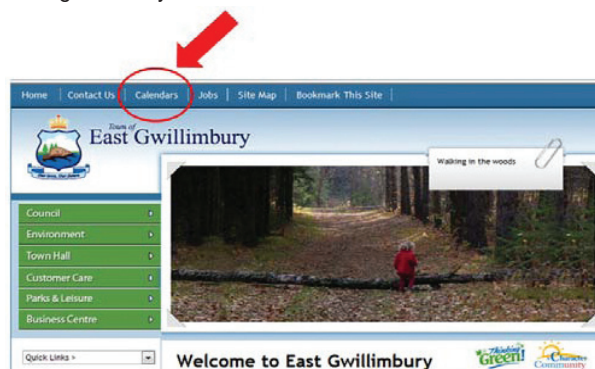 Home | Contact Us | Calendars | Jobs | Site Map | Bookmark This Site |
Town of
East Gwillimbury
Walking in the woods
Council
Environment
Town Hall
Customer Care
Parks & Leisure
Business Centre
Quick Links >
Welcome to East Gwillimbury
Thinking
Green!
Character
Community